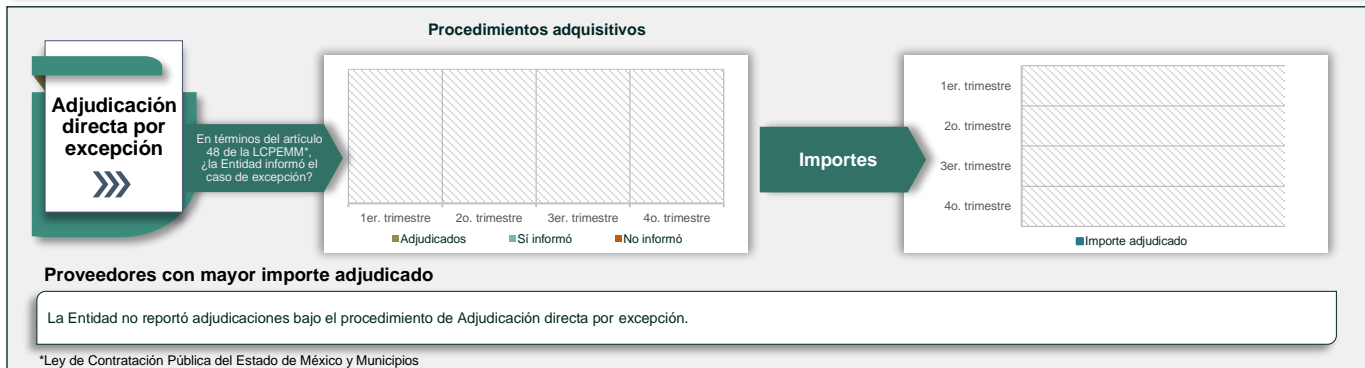 Procedimientos adquisitivos
Adjudicación
directa por
excepción
En términos del artículo
48 de la LCPEMM*,
¿la Entidad informó el
caso de excepción?
1er. trimestre 2o. trimestre 3er. trimestre 4o. trimestre
Adjudicados Sí informó No informó
Importes
1er. trimestre
2o. trimestre
3er. trimestre
4o. trimestre
Importe adjudicado
Proveedores con mayor importe adjudicado
La Entidad no reportó adjudicaciones bajo el procedimiento de Adjudicación directa por excepción.
*Ley de Contratación Pública del Estado de México y Municipios